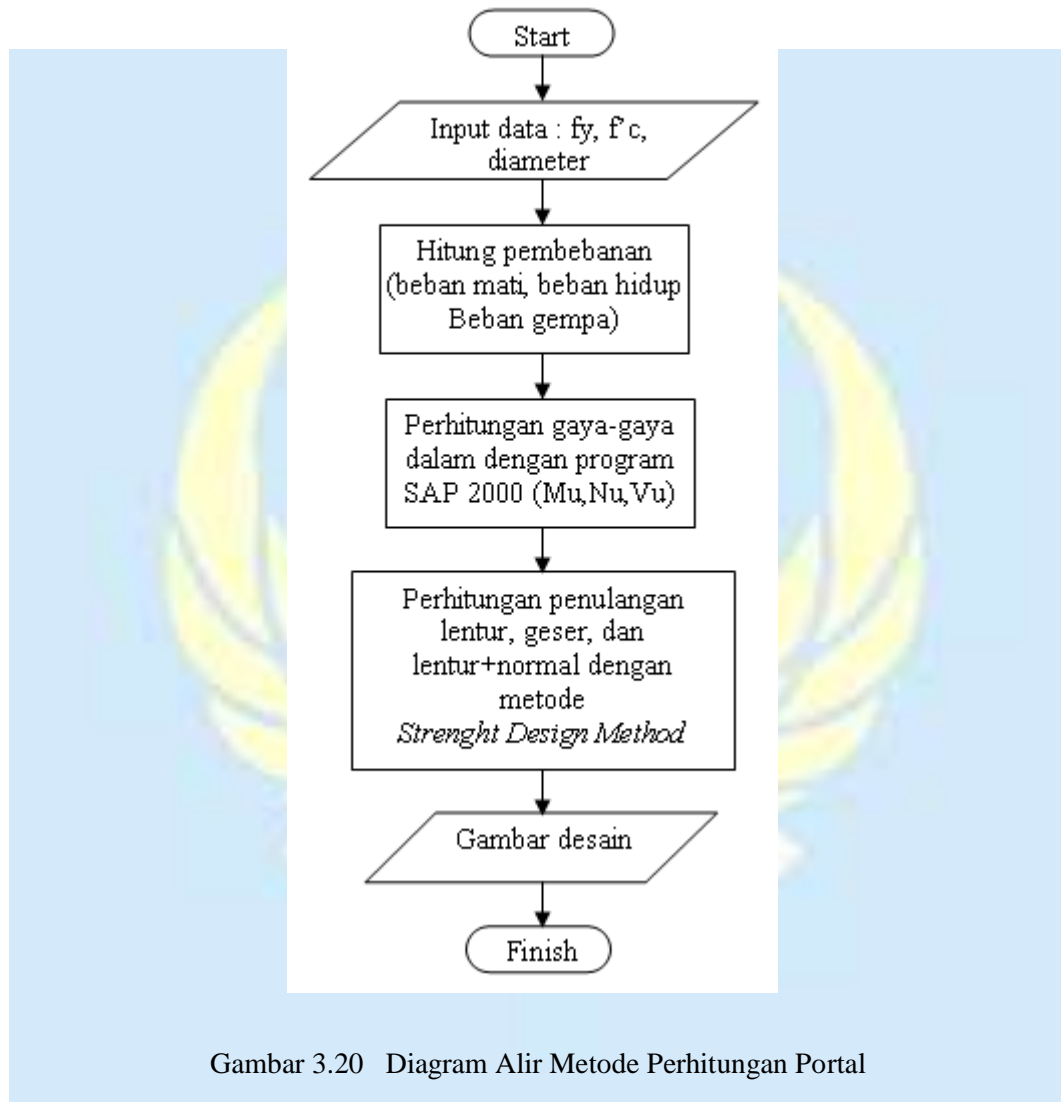 Start
Input data : fy, f'c,
diameter
Hitung pembebanan
(beban mati, beban hidup
Beban gempa)
Perhitungan gaya-gaya
dalam dengan program
SAP 2000 (Mu,Nu,Vu)
Perhitungan penulangan
lentur, geser, dan
lentur+normal dengan
metode
Strenght Design Method
Gambar desain
Finish
Gambar 3.20 Diagram Alir Metode Perhitungan Portal